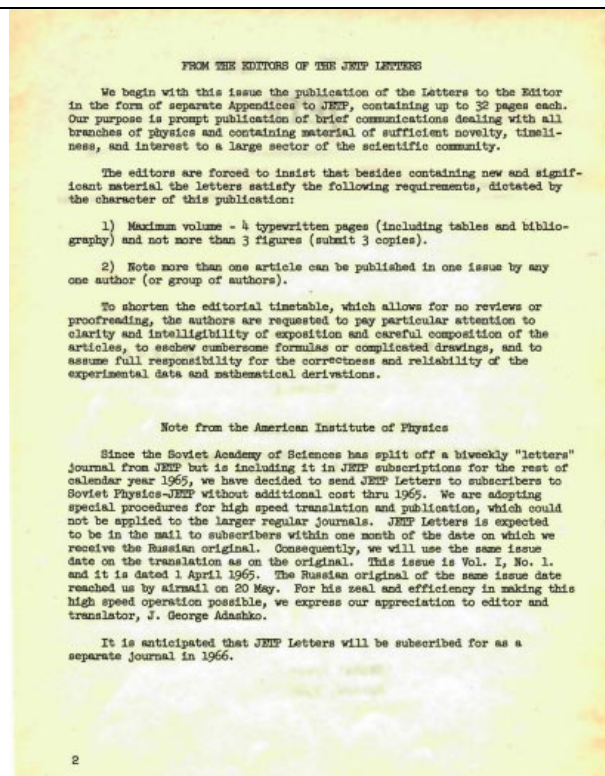 FROM THE EDITORS OF THE JETP LETTERS
We begin with this issue the publication of the Letters to the Editor
in the form of separate Appendices to JETP, containing up to 32 pages each.
Our purpose is prompt publication of brief communications dealing with all
branches of physics and containing material of sufficient novelty, timeli-
ness, and interest to a large sector of the scientific community.
The editors are forced to insist that besides containing new and signif-
icant material the letters satisfy the following requirements, dictated by
the character of this publication:
1) Maximum volume - 4 typewritten pages (including tables and biblio-
graphy) and not more than 3 figures (submit 3 copies).
2) Note more than one article can be published in one issue by any
one author (or group of authors).
To shorten the editorial timetable, which allows for no reviews or
proofreading, the authors are requested to pay particular attention to
clarity and intelligibility of exposition and careful composition of the
articles, to eschew cumbersome formulas or complicated drawings, and to
assume full responsibility for the correctness and reliability of the
experimental data and mathematical derivations.
Note from the American Institute of Physics
Since the Soviet Academy of Sciences has split off a biweekly "letters"
journal from JETP but is including it in JETP subscriptions for the rest of
calendar year 1965, we have decided to send JETP Letters to subscribers to
Soviet Physics-JETP without additional cost thru 1965. We are adopting
special procedures for high speed translation and publication, which could
not be applied to the larger regular journals. JETP Letters is expected
to be in the mail to subscribers within one month of the date on which we
receive the Russian original. Consequently, we will use the same issue
date on the translation as on the original. This issue is Vol. I, No. 1.
and it is dated 1 April 1965. The Russian original of the same issue date
reached us by airmail on 20 May. For his zeal and efficiency in making this
high speed operation possible, we express our appreciation to editor and
translator, J. George Adashko.
It is anticipated that JETP Letters will be subscribed for as a
separate journal in 1966.
2